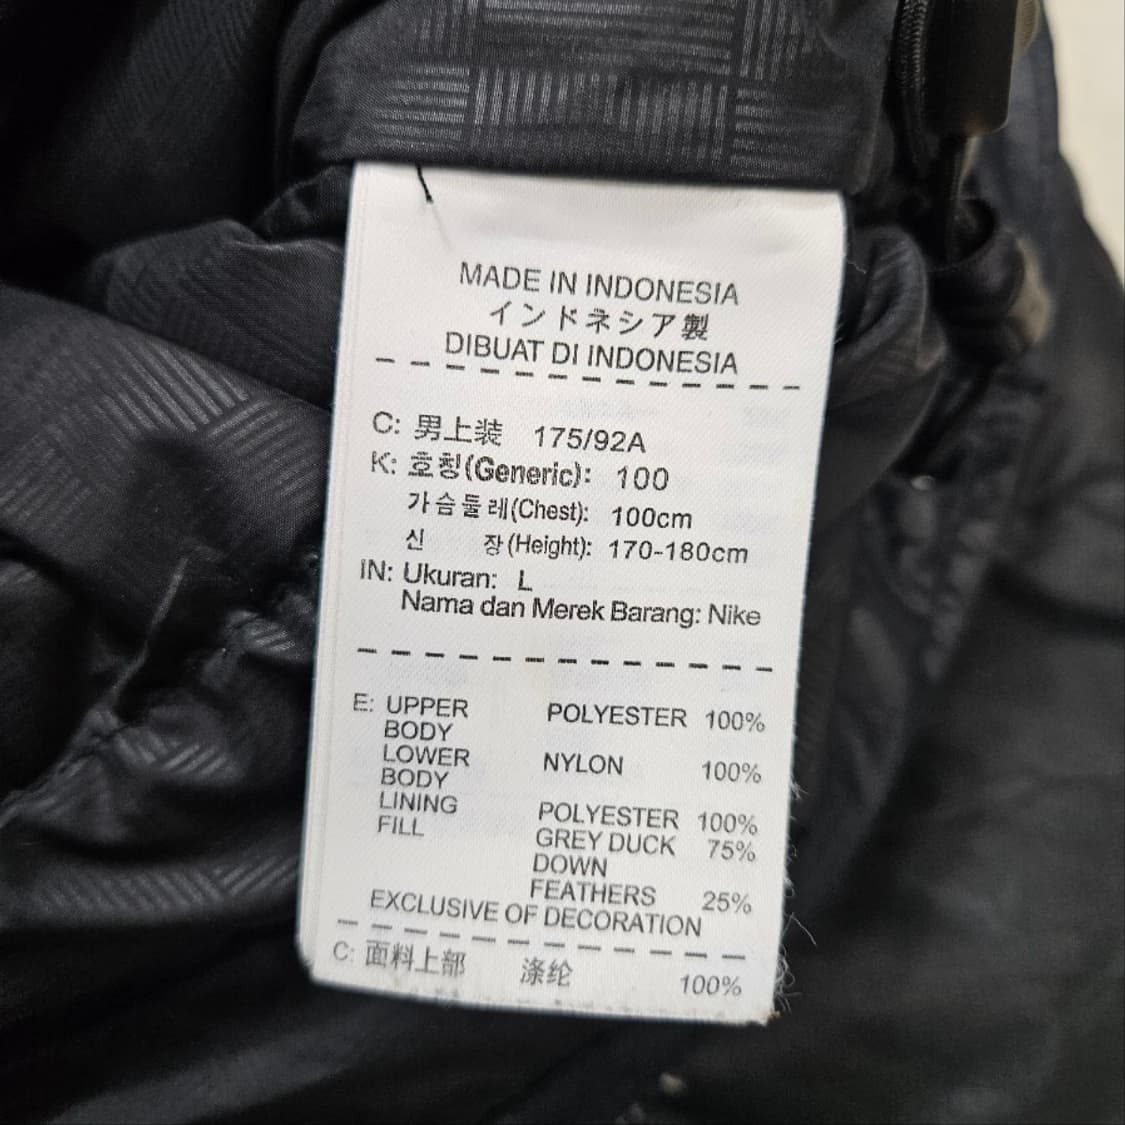 MADE IN INDONESIA
インドネシア製
DIBUAT DI INDONESIA
C: 男上装 175/92A
K: 호칭(Generic): 100
가슴둘레(Chest): 100cm
신 장(Height): 170-180cm
IN: Ukuran: L
Nama dan Merek Barang: Nike
E: UPPER POLYESTER 100%
BODY
LOWER NYLON 100%
BODY
LINING POLYESTER 100%
FILL GREY DUCK 75%
DOWN
FEATHERS 25%
EXCLUSIVE OF DECORATION
C: 面料上部 涤纶 100%